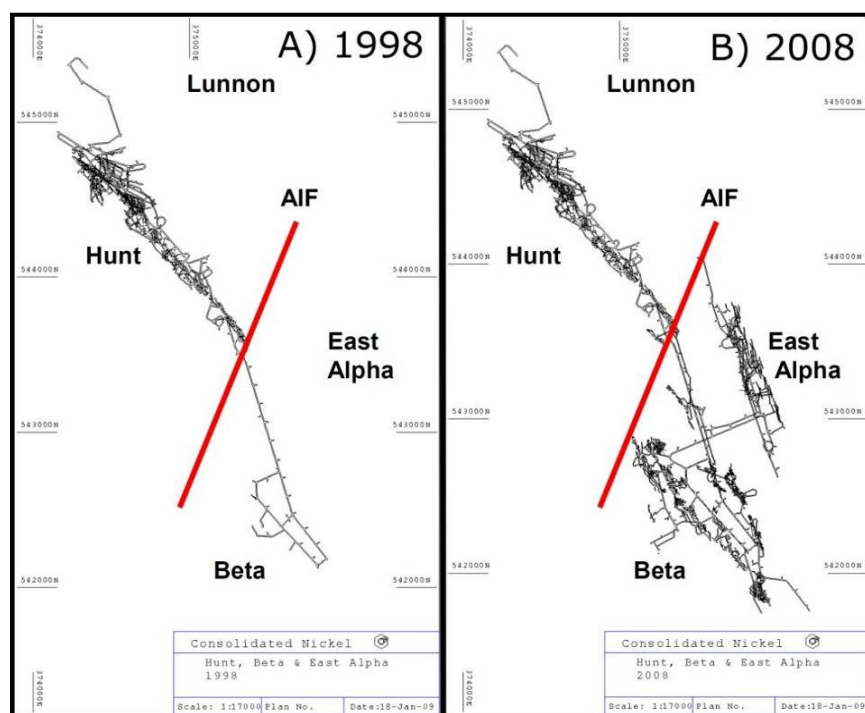 374000E
375000E
A) 1998
Lunnon
545000N
545000N
AIF
Hunt
544000N
544000N
East
Alpha
543000N
543000N
Beta
542000N
542000N
374000E
Consolidated Nickel
Hunt, Beta & East Alpha
1998
Scale: 1:17000 Plan No. Date:18-Jan-09
374000E
375000E
B) 2008
Lunnon
545000N
545000N
AIF
Hunt
544000N
544000N
East
Alpha
543000N
543000N
Beta
542000N
542000N
374000E
Consolidated Nickel
Hunt, Beta & East Alpha
2008
Scale: 1:17000 Plan No. Date:18-Jan-09